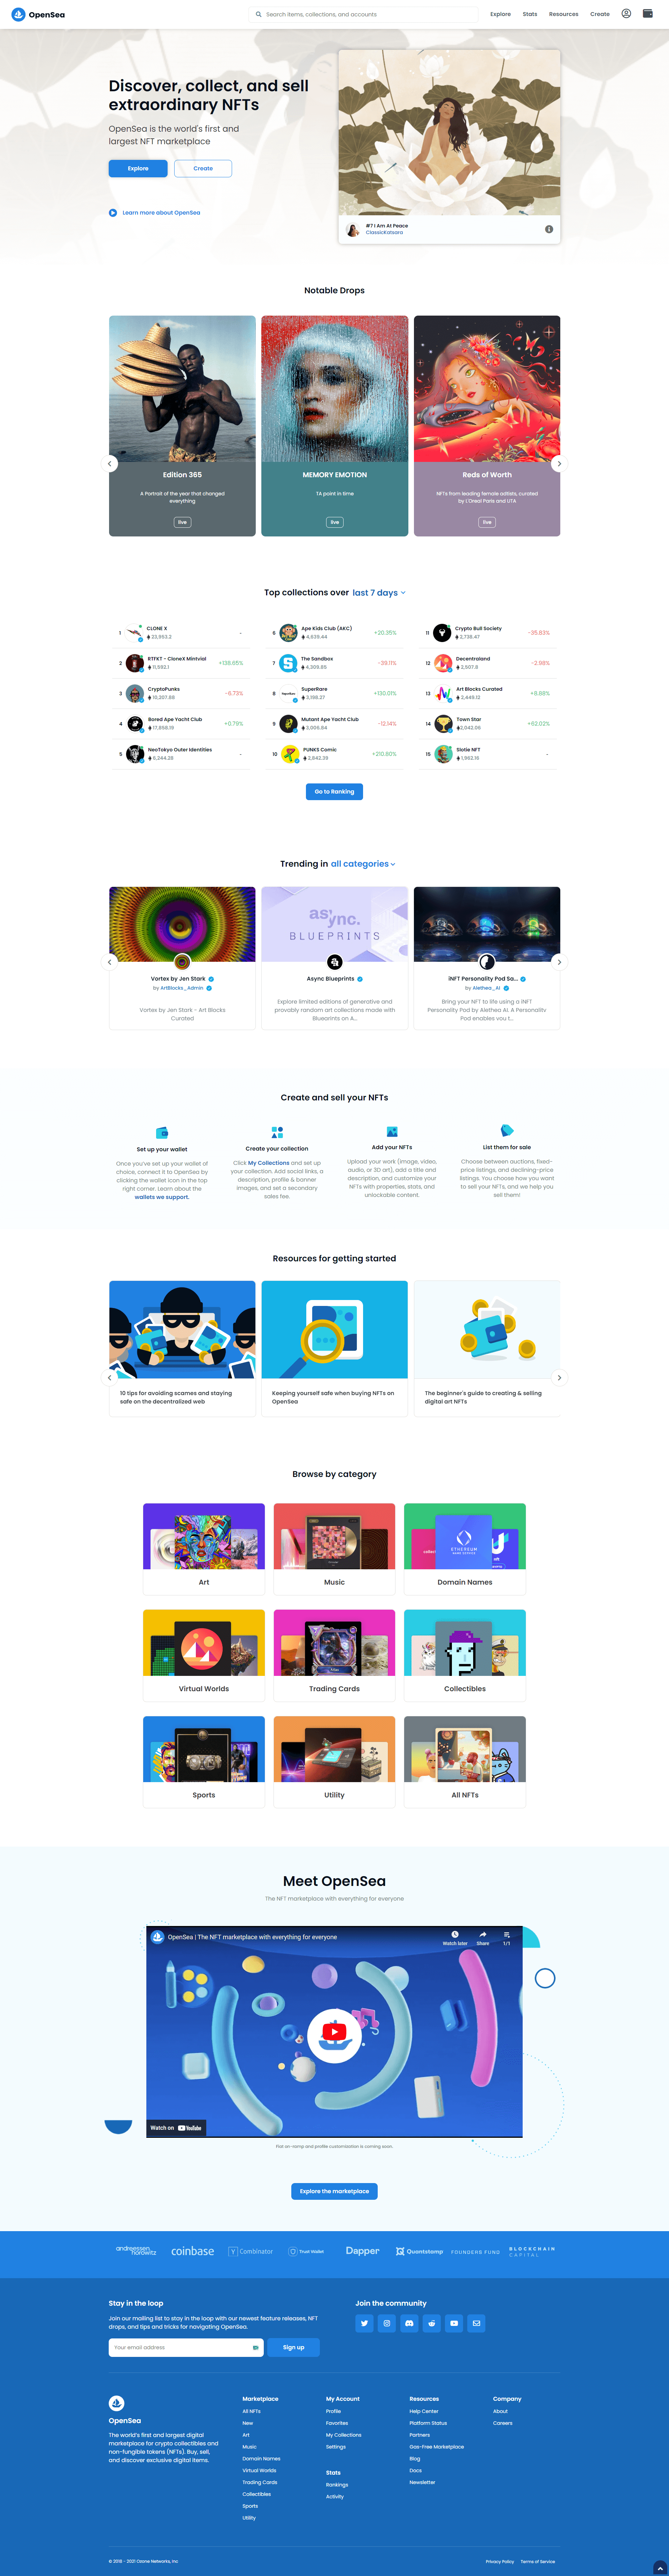 OpenSea
Search items, collections, and accounts
Explore
Stats
Resources
Create
Discover, collect, and sell
extraordinary NFTs
OpenSea is the world's first and
largest NFT marketplace
Explore
Create
Learn more about OpenSea
#7 I Am At Peace
ClassicKatsara
Notable Drops
Edition 365
A Portrait of the year that changed
everything
live
MEMORY EMOTION
TA point in time
live
Reds of Worth
NFTs from leading female artists, curated
by L'Oreal Paris and UTA
live
Top collections over last 7 days
1 CLONE X
23,953.2
-
2 RTFKT - CloneX Mintvial
11,592.1
+138.65%
3 CryptoPunks
10,207.88
-6.73%
4 Bored Ape Yacht Club
+0.79%
5 NeoTokyo Outer Identities
6,244.28
-
6 Ape Kids Club (AKC)
4,639.44
+20.35%
7 The Sandbox
4,309.85
-39.11%
8 SuperRare
3,198.27
+130.01%
9 Mutant Ape Yacht Club
3,006.84
-12.14%
10 PUNKS Comic
2,842.39
+210.80%
11 Crypto Bull Society
2,738.47
-35.83%
12 Decentraland
2,607.9
-2.98%
13 Art Blocks Curated
2,449.12
+8.88%
14 Town Star
2,042.06
+62.02%
15 Slotie NFT
1,962.16
-
Go to Ranking
Trending in all categories
Vortex by Jen Stark
by ArtBlocks_Admin
Vortex by Jen Stark - Art Blocks
Curated
async.
BLUEPRINTS
Async Blueprints
Explore limited editions of generative and
provably random art collections made with
Blueprints on A...
iNFT Personality Pod Sa...
by Alethea_AI
Bring your NFT to life using a iNFT
Personality Pod by Alethea AI. A Personality
Pod enables you t...
Create and sell your NFTs
Set up your wallet
Once you've set up your wallet of
choice, connect it to OpenSea by
clicking the wallet icon in the top
right corner. Learn about the
wallets we support.
Create your collection
Click My Collections and set up
your collection. Add social links, a
description, profile & banner
images, and set a secondary
sales fee.
Add your NFTs
Upload your work (image, video,
audio, or 3D art), add a title and
description, and customize your
NFTs with properties, stats, and
unlockable content.
List them for sale
Choose between auctions, fixed-
price listings, and declining-price
listings. You choose how you want
to sell your NFTs, and we help you
sell them!
Resources for getting started
10 tips for avoiding scams and staying
safe on the decentralized web
Keeping yourself safe when buying NFTs on
OpenSea
The beginner's guide to creating & selling
digital art NFTs
Browse by category
Art
Music
ETHEREUM
Domain Names
Virtual Worlds
Trading Cards
Collectibles
Sports
Utility
All NFTs
Meet OpenSea
The NFT marketplace with everything for everyone
OpenSea | The NFT marketplace with everything for everyone
Watch later
Share
1/1
Watch on YouTube
Fiat on-ramp and profile customization is coming soon.
Explore the marketplace
andreessen
horowitz
coinbase
Y Combinator
Trust Wallet
Dapper
Quantstamp
FOUNDERS FUND
BLOCKCHAIN
CAPITAL
Stay in the loop
Join our mailing list to stay in the loop with our newest feature releases, NFT
drops, and tips and tricks for navigating OpenSea.
Your email address
Sign up
Join the community
OpenSea
The world's first and largest digital
marketplace for crypto collectibles and
non-fungible tokens (NFTs). Buy, sell,
and discover exclusive digital items.
Marketplace
All NFTs
New
Art
Music
Domain Names
Virtual Worlds
Trading Cards
Collectibles
Sports
Utility
My Account
Profile
Favorites
My Collections
Settings
Stats
Rankings
Activity
Resources
Help Center
Platform Status
Partners
Gas-Free Marketplace
Blog
Docs
Newsletter
Company
About
Careers
© 2018 - 2021 Ozone Networks, Inc
Privacy Policy
Terms of Service